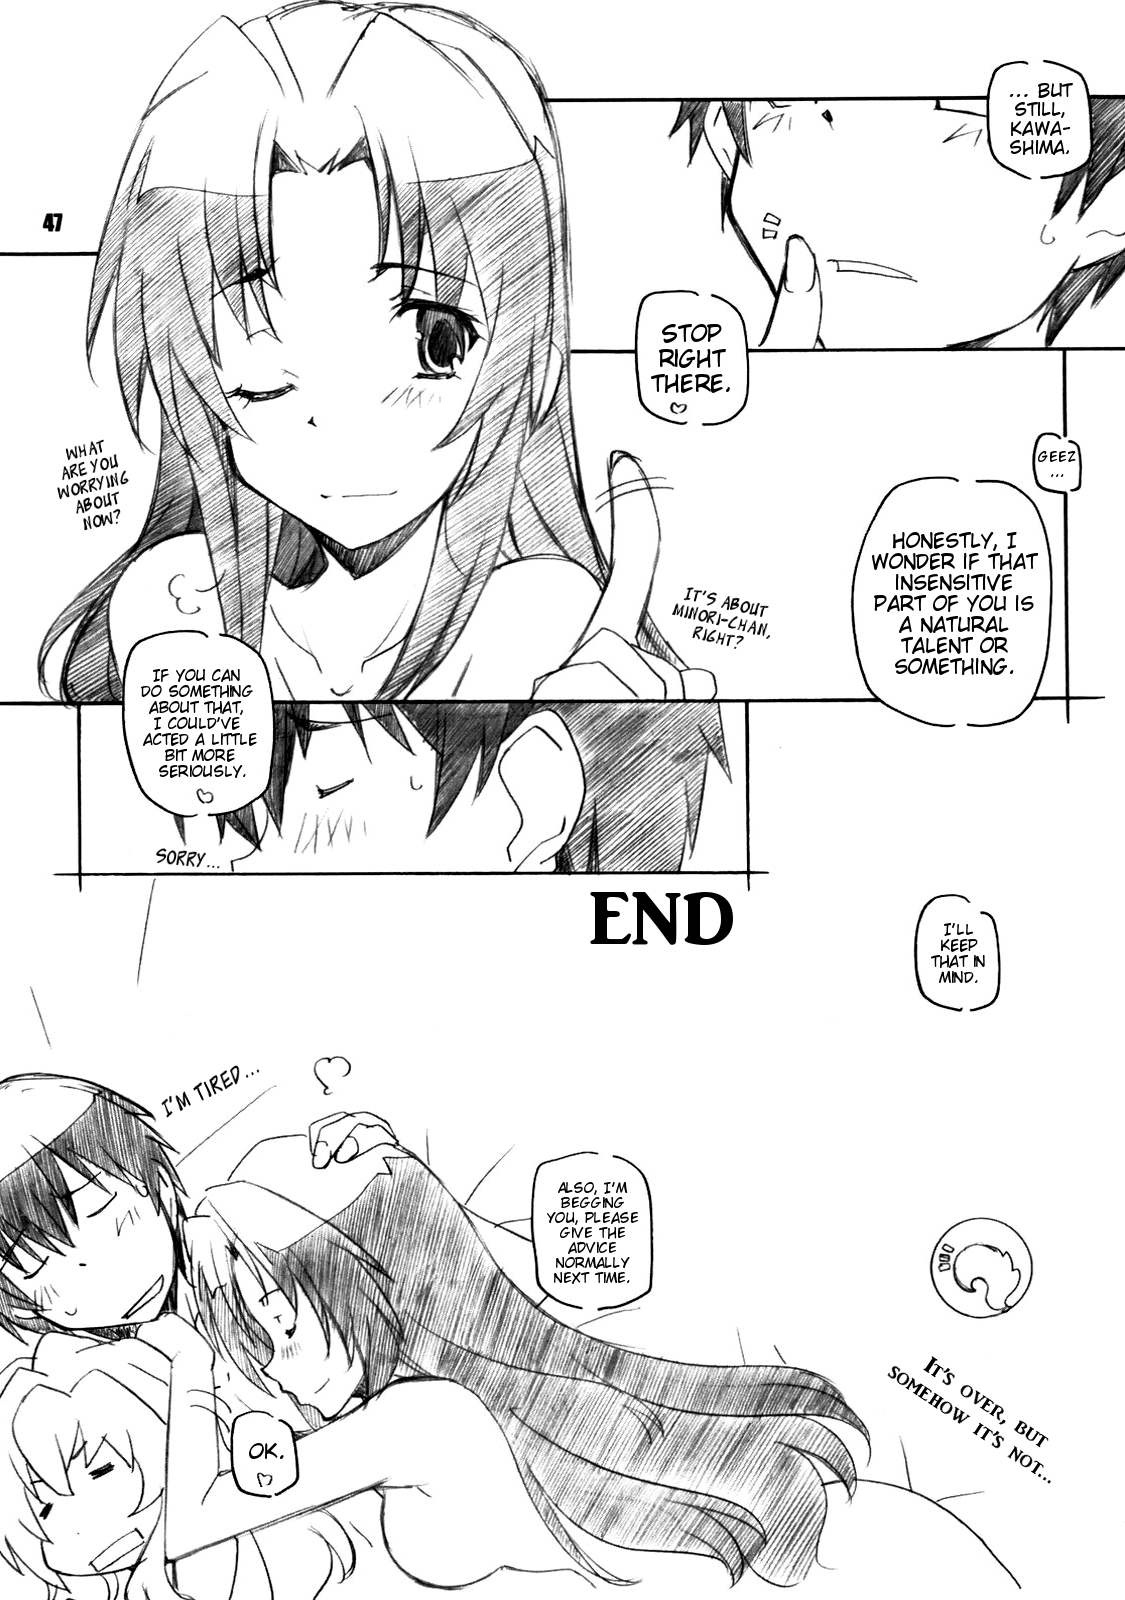 ... BUT
STILL,
KAWA-
SHIMA.
47
STOP
RIGHT
THERE.
GEEZ
...
HONESTLY, I
WONDER IF THAT
INSENSITIVE
PART OF YOU IS
A NATURAL
TALENT OR
SOMETHING.
WHAT
ARE YOU
WORRYING
ABOUT
NOW?
IT'S ABOUT
MINORI-CHAN,
RIGHT?
IF YOU CAN
DO SOMETHING
ABOUT THAT,
I COULD'VE
ACTED A LITTLE
BIT MORE
SERIOUSLY.
SORRY...
END
I'LL
KEEP
THAT IN
MIND.
I'M TIRED...
ALSO, I'M
BEGGING
YOU, PLEASE
GIVE THE
ADVICE
NORMALLY
NEXT TIME.
OK.
IT'S OVER, BUT
SOMEHOW IT'S NOT...